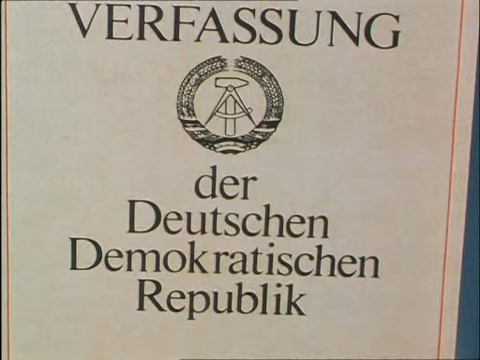 VERFASSUNG
der
Deutschen
Demokratischen
Republik